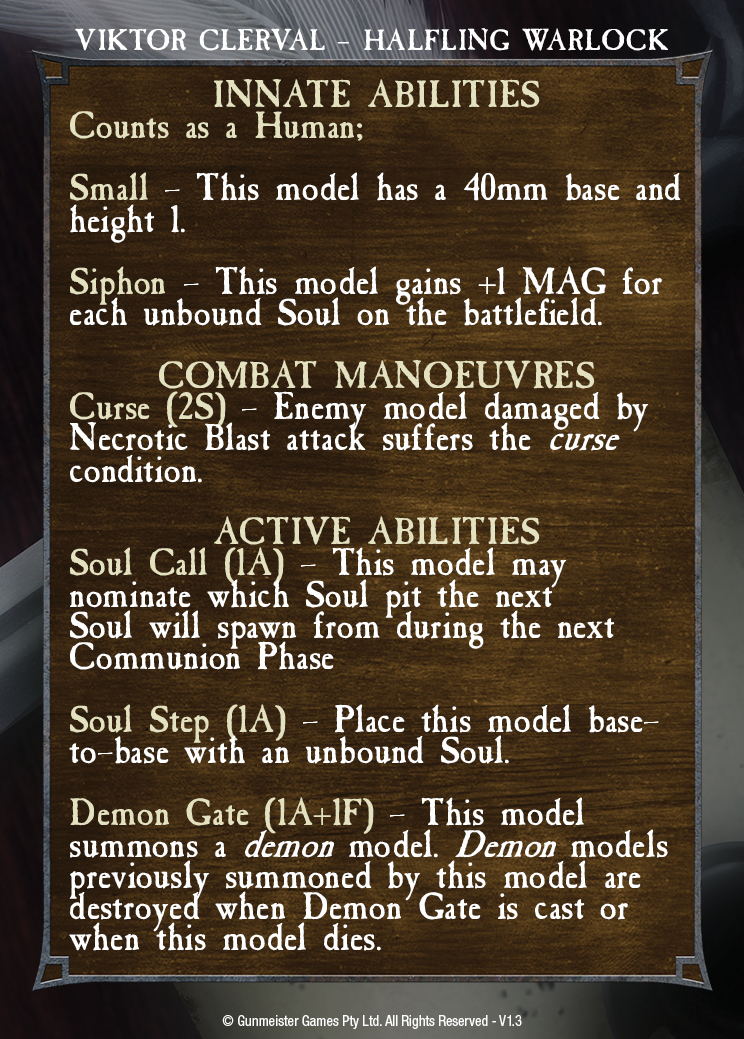 VIKTOR CLERVAL - HALFLING WARLOCK
INNATE ABILITIES
Counts as a Human;
Small - This model has a 40mm base and
height 1.
Siphon - This model gains +1 MAG for
each unbound Soul on the battlefield.
COMBAT MANOEUVRES
Curse (2S) - Enemy model damaged by
Necrotic Blast attack suffers the curse
condition.
ACTIVE ABILITIES
Soul Call (1A) - This model may
nominate which Soul pit the next
Soul will spawn from during the next
Communion Phase
Soul Step (1A) - Place this model base-
to-base with an unbound Soul.
Demon Gate (1A+1F) - This model
summons a demon model. Demon models
previously summoned by this model are
destroyed when Demon Gate is cast or
when this model dies.
© Gunmeister Games Pty Ltd. All Rights Reserved - V1.3